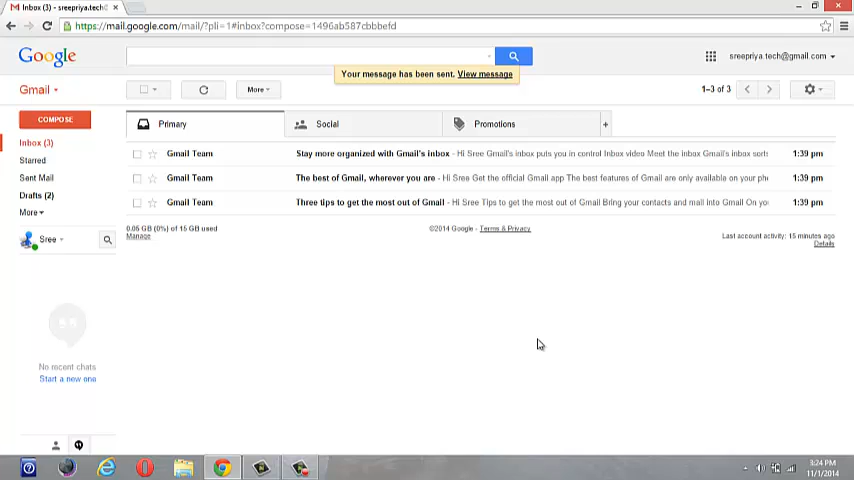 Inbox (3) - sreepriya.tech@
https://mail.google.com/mail/?pli=1#inbox?compose=1496ab587cbbbefd
Google
sreepriya.tech@gmail.com
Your message has been sent. View message
Gmail
More
1–3 of 3
COMPOSE
Primary
Social
Promotions
+
Inbox (3)
Starred
Sent Mail
Drafts (2)
More
Gmail Team Stay more organized with Gmail's inbox - Hi Sree Gmail's inbox puts you in control Inbox video Meet the inbox Gmail's inbox sorts 1:39 pm
Gmail Team The best of Gmail, wherever you are - Hi Sree Get the official Gmail app The best features of Gmail are only available on your ph 1:39 pm
Gmail Team Three tips to get the most out of Gmail - Hi Sree Tips to get the most out of Gmail Bring your contacts and mail into Gmail On yo 1:39 pm
0.05 GB (0%) of 15 GB used
Manage
©2014 Google - Terms & Privacy
Last account activity: 15 minutes ago
Details
Sree
No recent chats
Start a new one
3:24 PM
11/1/2014